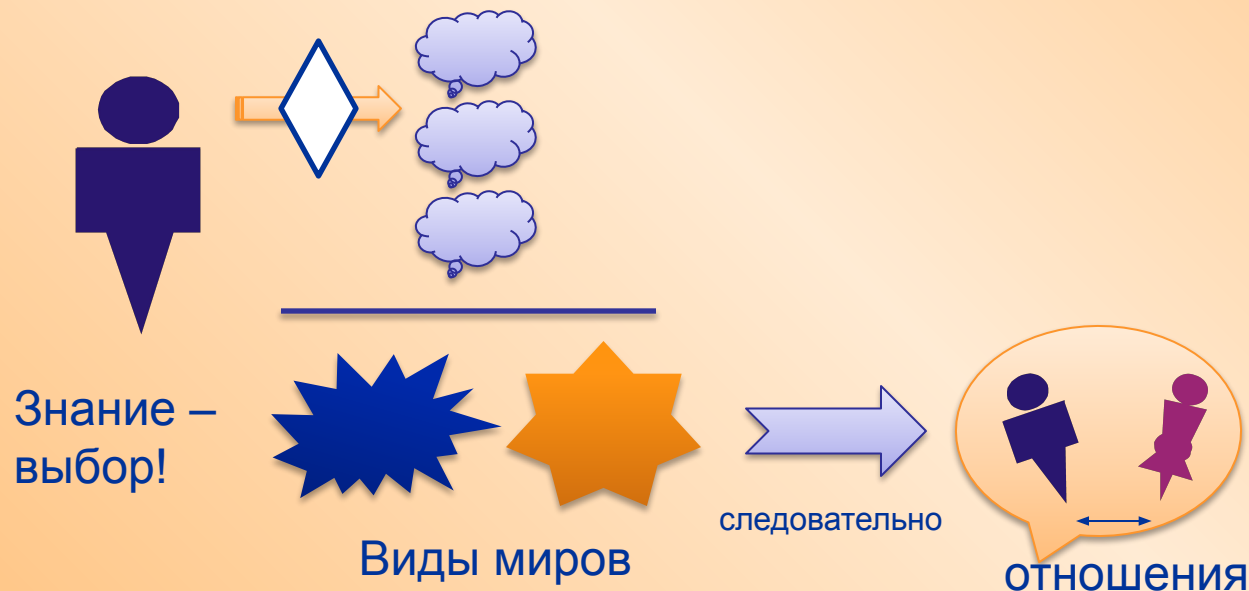 Знание –
выбор!
Виды миров
следовательно
отношения